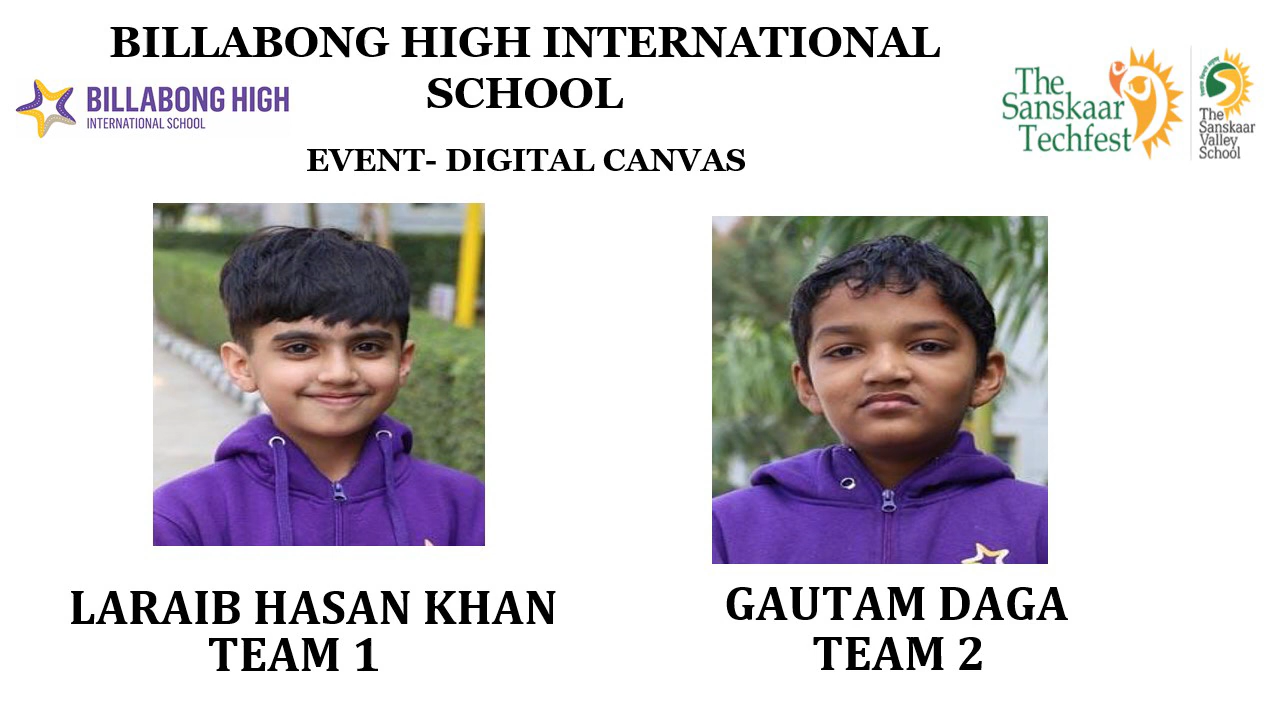 BILLABONG HIGH INTERNATIONAL
SCHOOL
BILLABONG HIGH
INTERNATIONAL SCHOOL
The
Sanskaar
Techfest
The
Sanskaar
Valley
School
EVENT- DIGITAL CANVAS
LARAIB HASAN KHAN
TEAM 1
GAUTAM DAGA
TEAM 2